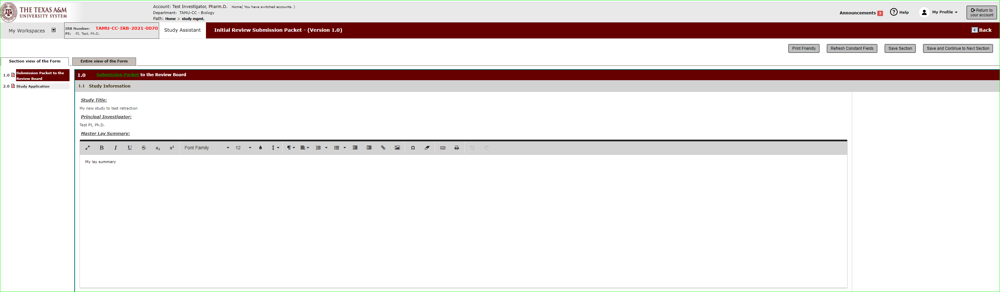 THE TEXAS A&M
UNIVERSITY SYSTEM
ATM
Account: Test Investigator, Pharm.D. Home( You have switched accounts. )
Department: TAMU-CC - Biology
Path: Home > study mgmt.
Announcements 3
? Help
My Profile
Return to
your account
My Workspaces
IRB Number: TAMU-CC-IRB-2021-0070
PI: PI, Test, Ph.D.
Study Assistant
Initial Review Submission Packet - (Version 1.0)
Back
Print Friendly
Refresh Constant Fields
Save Section
Save and Continue to Next Section
Section view of the Form
Entire view of the Form
1.0 Submission Packet to the
Review Board
2.0 Study Application
1.0 Submission Packet to the Review Board
1.1 Study Information
Study Title:
My new study to test retraction
Principal Investigator:
Test PI, Ph.D.
Master Lay Summary:
B I U S x₂ x² Font Family 12 ¶ Ω
My lay summary